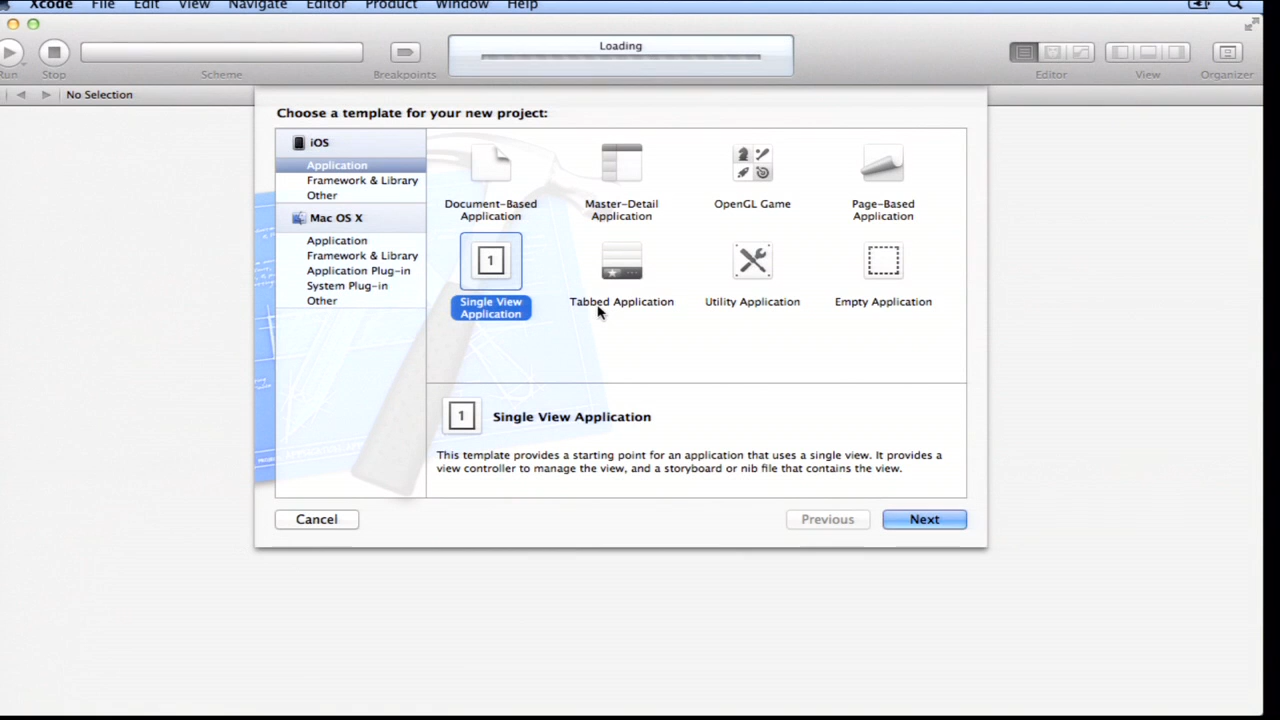 Xcode File Edit View Navigate Editor Product Window Help
Loading
Run Stop Scheme Breakpoints Editor View Organizer
No Selection
Choose a template for your new project:
iOS
Application
Framework & Library
Other
Mac OS X
Application
Framework & Library
Application Plug-in
System Plug-in
Other
Document-Based
Application
Master-Detail
Application
OpenGL Game
Page-Based
Application
1
Single View
Application
Tabbed Application
Utility Application
Empty Application
1
Single View Application
This template provides a starting point for an application that uses a single view. It provides a
view controller to manage the view, and a storyboard or nib file that contains the view.
Cancel Previous Next